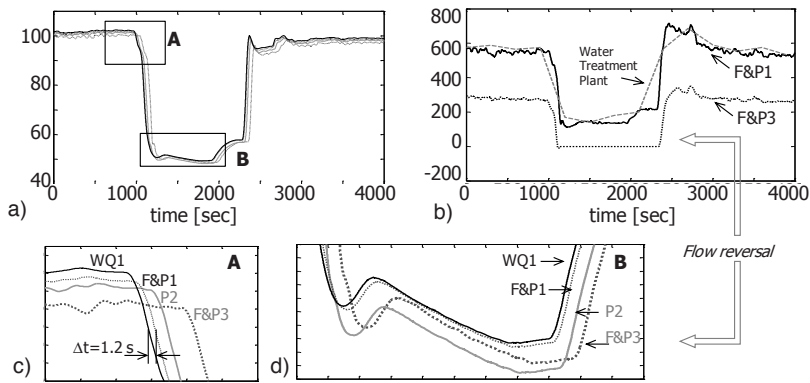 100
80
60
40
0
1000
2000
3000
4000
time [sec]
A
B
a)
800
600
400
200
0
200
0
1000
2000
3000
4000
time [sec]
Water
Treatment
Plant
F&P1
F&P3
b)
Flow reversal
WQ1
A
F&P1
P2
F&P3
Δt=1.2 s
c)
B
WQ1
F&P1
P2
F&P3
d)